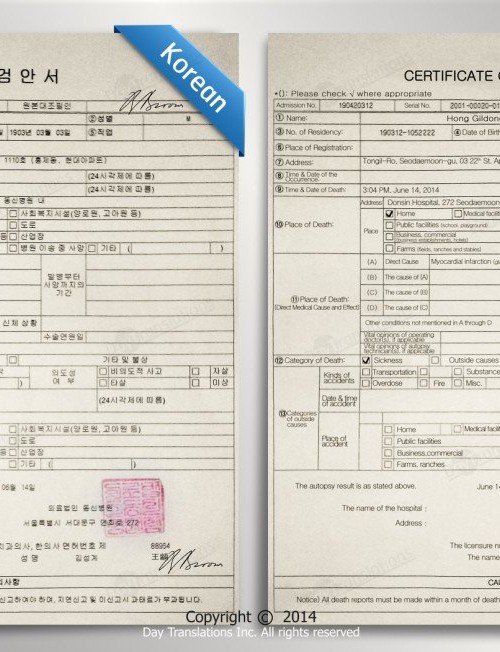 Korean
검 안 서
원본대조필인
②성별
M
1903년 03월 03일
⑤직업
1110호 (홍제동, 현대아파트)
(24시각제에 따름)
(24시각제에 따름)
동신병원 내
사회복지시설(양로원, 고아원 등)
도로
산업장
병원 이송 중 사망
기타 ( )
발병부터
사망까지의
기간
신체 상황
수술연월일
기타 및 불상
의도성
여 부
비의도적 사고
자살
타살
미상
(24시각제에 따름)
사회복지시설(양로원, 고아원 등)
도로
산업장
기타 ( )
06월 14일
의료법인 동신병원
서울특별시 서대문구 연희로 272
치과의사, 한의사 면허번호 제
88954
성 명
김성계
신고하여야 하며, 지연신고 및 미신고시 과태료가 부과됩니다.
CERTIFICATE
*(): Please check √ where appropriate
Admission No.
190420312
Serial No.
2001-00020-01
① Name:
Hong Gildong
③ No. of Residency:
190312-1052222
④ Date of Birth
⑥ Place of Registration:
⑦ Address:
Tongil-Ro, Seodaemoon-gu, 03 22° St. Ap
⑧ Time & Date of the Occurrence:
⑨ Time & Date of Death:
3:04 PM, June 14, 2014
⑩ Place of Death:
Address
Donsin Hospital, 272 Seodaemoon
Place
Home
Medical facilit
Public facilities (school, playground)
Business, commercial
(business establishments, hotels)
Farms (fields, ranches and stables)
⑪ Place of Death:
(Direct Medical Cause and Effect)
(A) Direct Cause
Myocardial infarction
(B) The cause of (A)
(C) The cause of (B)
(D) The cause of (C)
Other conditions not mentioned in A through D
Vital opinions of operating
doctor(s), if applicable
Vital opinions of autopsy
technician(s), if applicable
⑫ Category of Death:
Sickness
Outside causes
⑬Categories
of outside
causes
Kinds of
accidents
Transportation
Substance
Overdose
Fire
Misc.
Date & time
of accident
Place of
accident
Home
Medical facilit
Public facilities
Business,commercial
Farms, ranches
The autopsy result is as stated above.
June 14
The name of the hospital :
Address :
The licensure n
The name
CAU
Notice) All death reports must be made within a month of death
Copyright © 2014
Day Translations Inc. All rights reserved